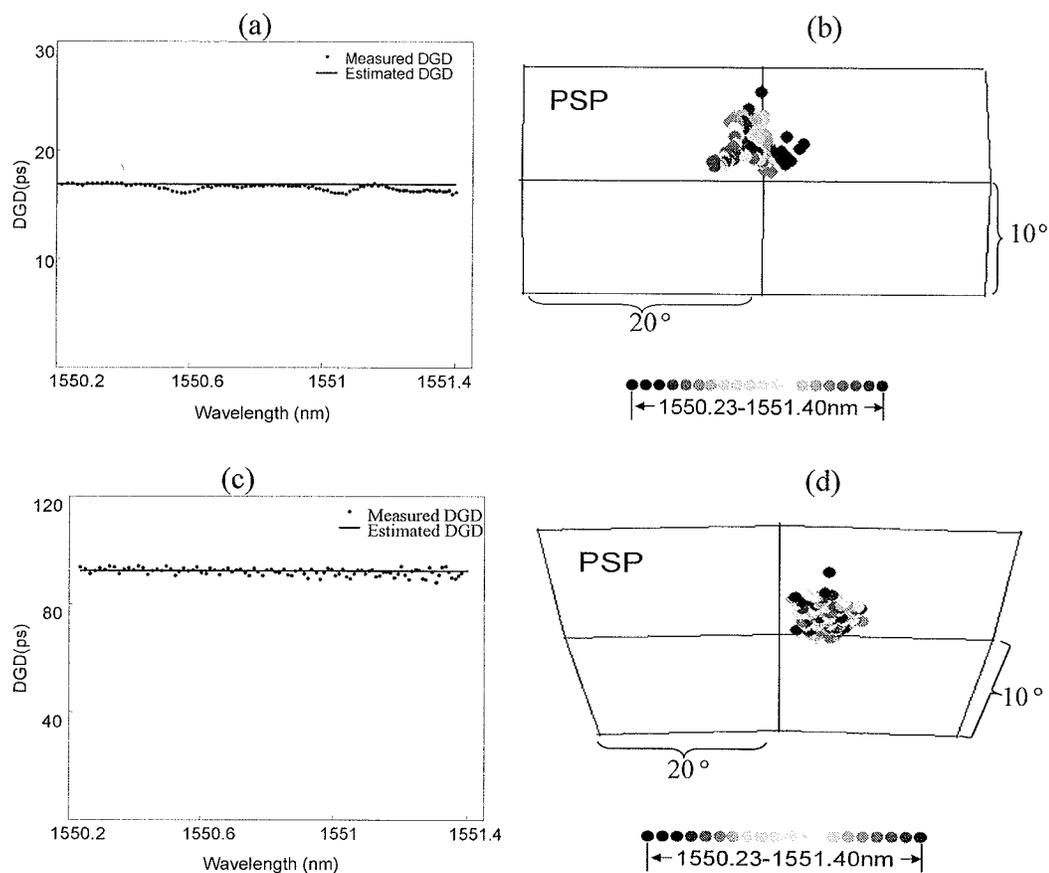 (a)
30
20
10
DGD(ps)
Measured DGD
Estimated DGD
1550.2 1550.6 1551 1551.4
Wavelength (nm)
(b)
PSP
10°
20°
1550.23-1551.40nm
(c)
120
80
40
DGD(ps)
Measured DGD
Estimated DGD
1550.2 1550.6 1551 1551.4
Wavelength (nm)
(d)
PSP
10°
20°
1550.23-1551.40nm